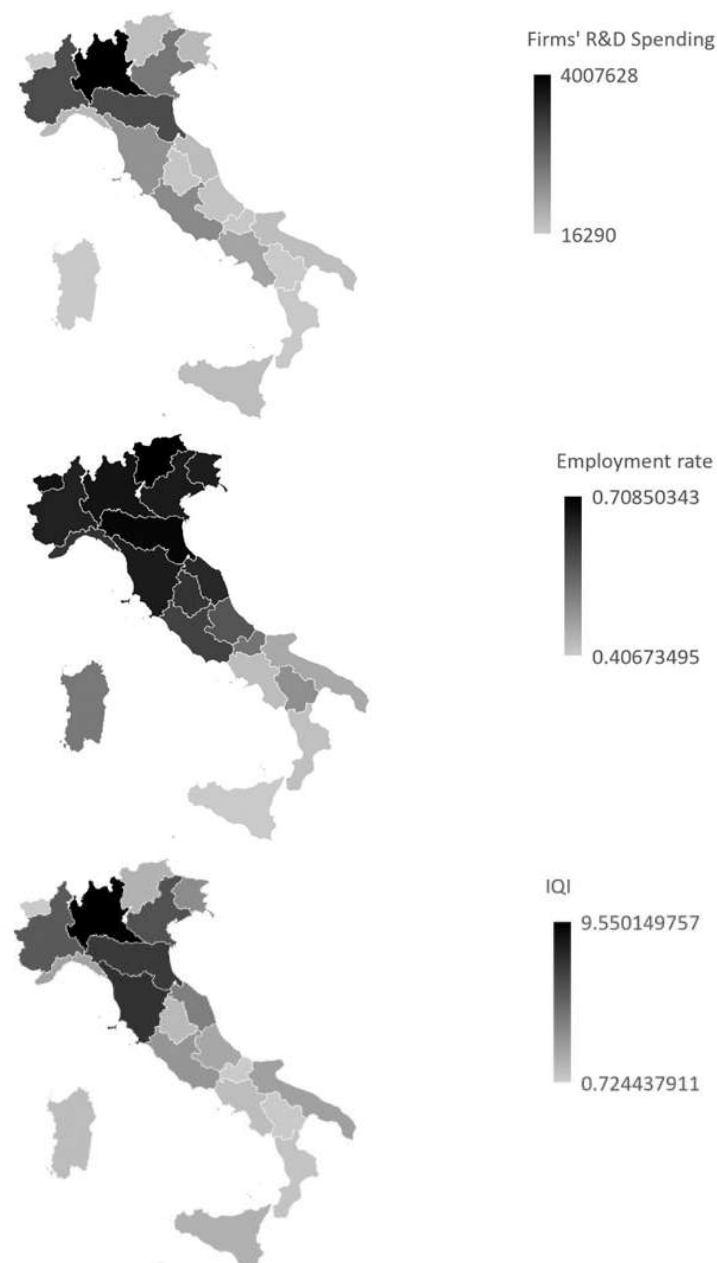 Firms' R&D Spending
4007628
16290
Employment rate
0.70850343
0.40673495
IQI
9.550149757
0.724437911